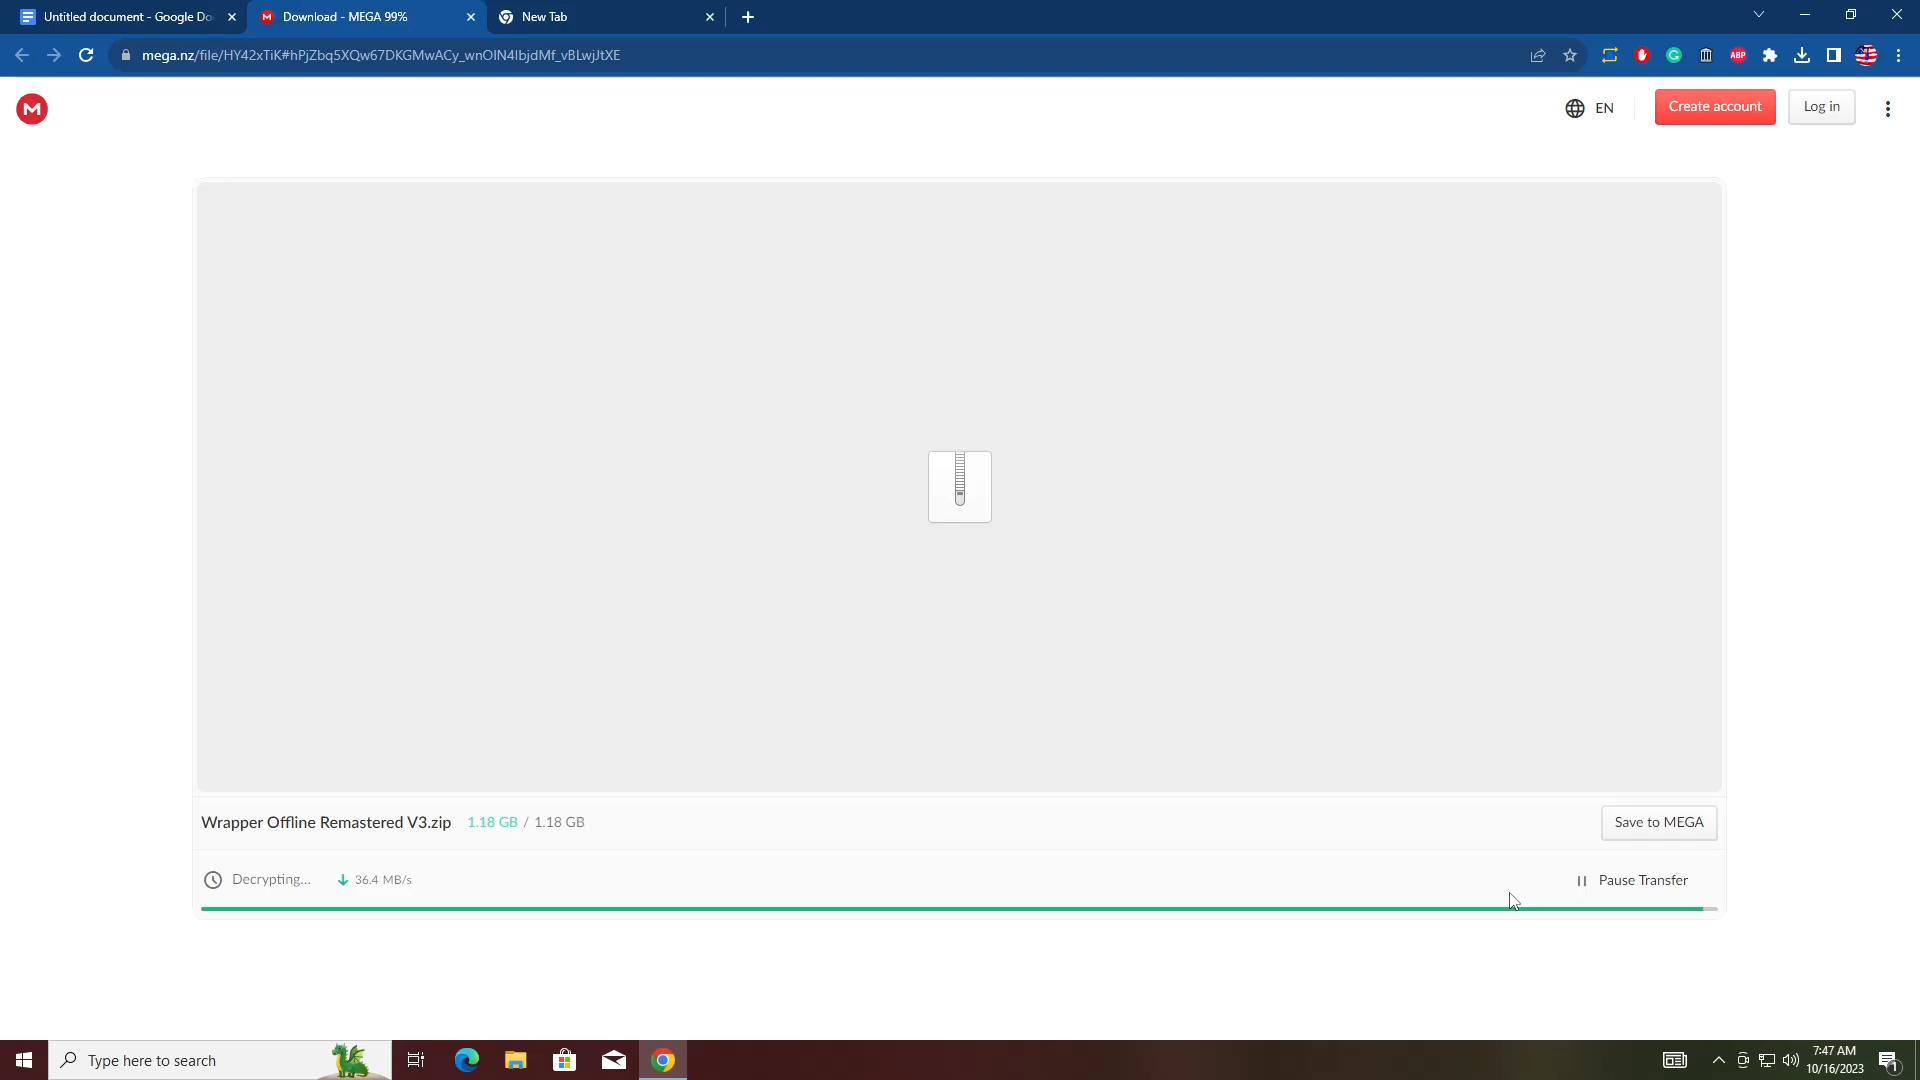 Untitled document - Google Do
Download - MEGA 99%
New Tab
mega.nz/file/HY42xTiK#hPjZbq5XQw67DKGMwACy_wnOIN4lbjdMf_vBLwjJtXE
ABP
M
EN
Create account
Log in
Wrapper Offline Remastered V3.zip 1.18 GB / 1.18 GB
Save to MEGA
Decrypting... 36.4 MB/s
Pause Transfer
Type here to search
7:47 AM
10/16/2023
1